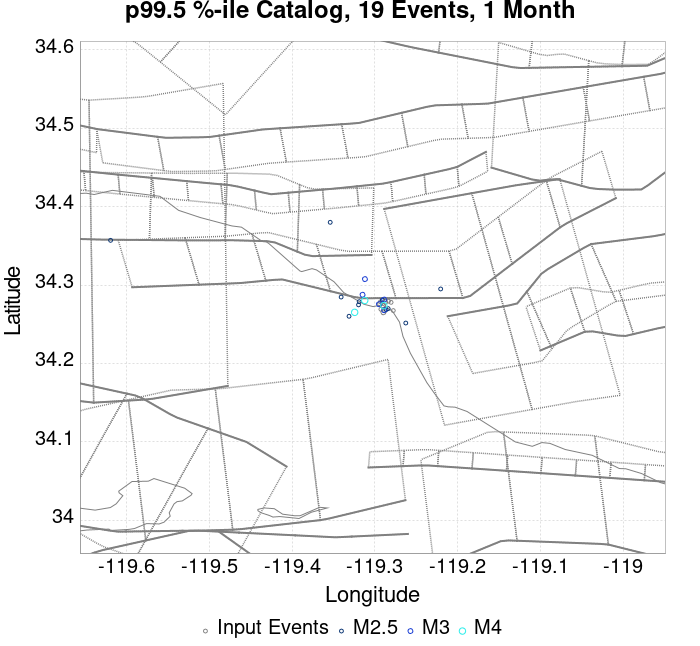 p99.5 %-ile Catalog, 19 Events, 1 Month
34.6
34.5
34.4
34.3
34.2
34.1
34
Latitude
-119.6 -119.5 -119.4 -119.3 -119.2 -119.1 -119
Longitude
Input Events M2.5 M3 M4